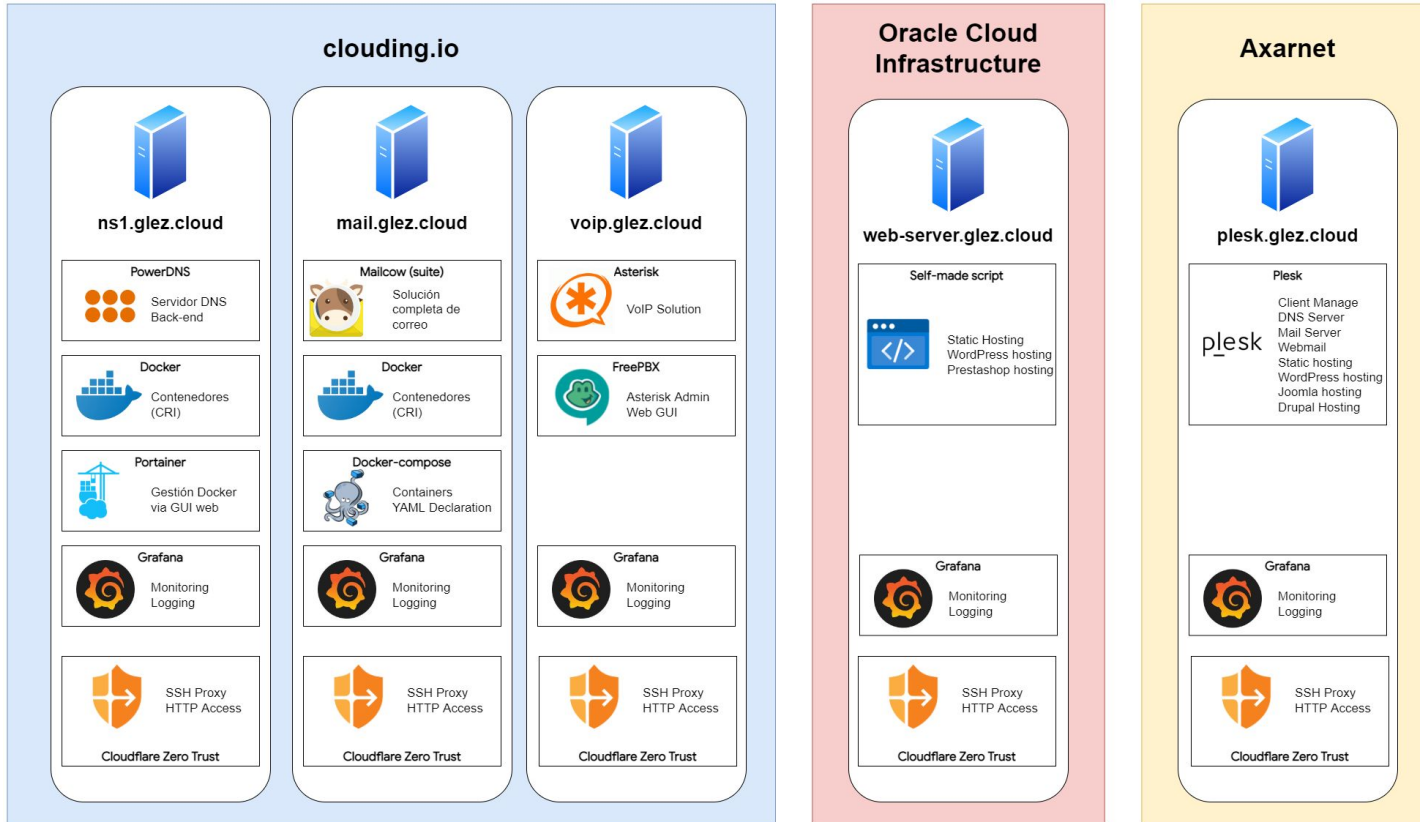 clouding.io
ns1.glez.cloud
PowerDNS
Servidor DNS
Back-end
Docker
Contenedores
(CRI)
Portainer
Gestión Docker
via GUI web
Grafana
Monitoring
Logging
SSH Proxy
HTTP Access
Cloudflare Zero Trust
mail.glez.cloud
Mailcow (suite)
Solución
completa de
correo
Docker
Contenedores
(CRI)
Docker-compose
Containers
YAML Declaration
Grafana
Monitoring
Logging
SSH Proxy
HTTP Access
Cloudflare Zero Trust
voip.glez.cloud
Asterisk
VoIP Solution
FreePBX
Asterisk Admin
Web GUI
Grafana
Monitoring
Logging
SSH Proxy
HTTP Access
Cloudflare Zero Trust
Oracle Cloud
Infrastructure
web-server.glez.cloud
Self-made script
Static Hosting
WordPress hosting
Prestashop hosting
Grafana
Monitoring
Logging
SSH Proxy
HTTP Access
Cloudflare Zero Trust
Axarnet
plesk.glez.cloud
Plesk
plesk
Client Manage
DNS Server
Mail Server
Webmail
Static hosting
WordPress hosting
Joomla hosting
Drupal Hosting
Grafana
Monitoring
Logging
SSH Proxy
HTTP Access
Cloudflare Zero Trust